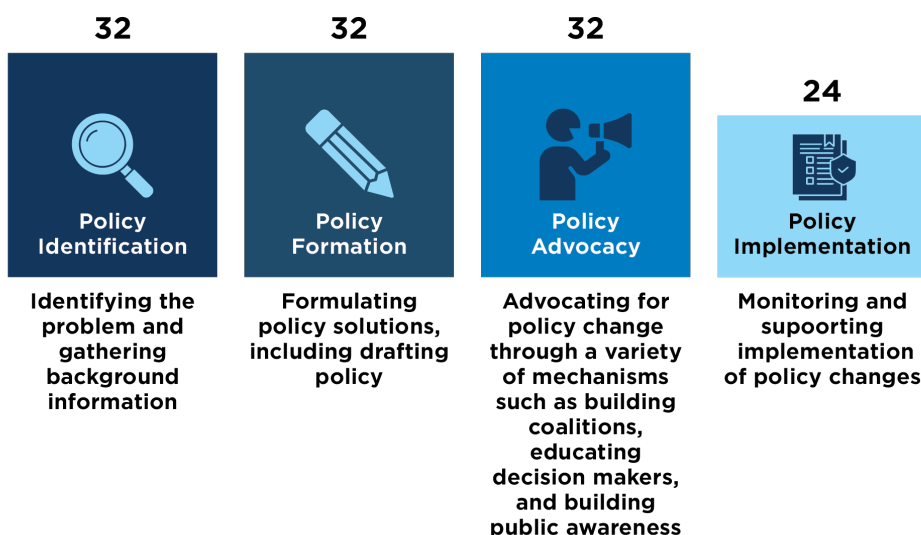 32
Policy
Identification
Identifying the
problem and
gathering
background
information
32
Policy
Formation
Formulating
policy solutions,
including drafting
policy
32
Policy
Advocacy
Advocating for
policy change
through a variety
of mechanisms
such as building
coalitions,
educating
decision makers,
and building
public awareness
24
Policy
Implementation
Monitoring and
supoorting
implementation
of policy changes